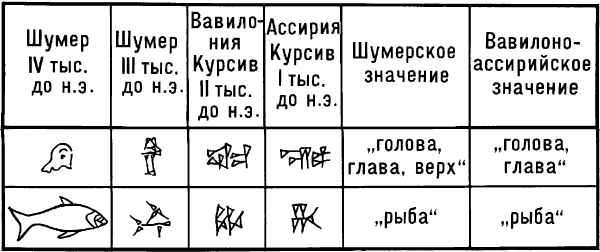 Шумер
IV тыс.
до н.э.
Шумер
III тыс.
до н.э.
Вавило-
ния
Курсив
II тыс.
до н.э.
Ассирия
Курсив
I тыс.
до н.э.
Шумерское
значение
Вавилоно-
ассирийское
значение
„голова,
глава, верх“
„голова,
глава“
„рыба“
„рыба“